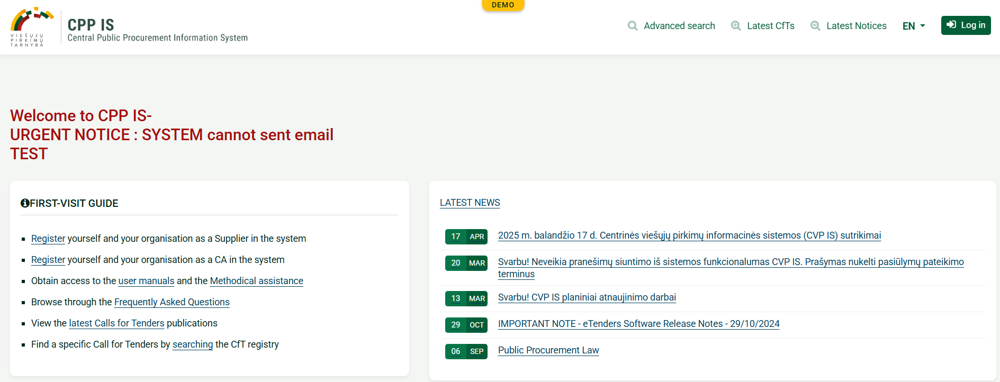 DEMO
VIEŠŲJŲ
PIRKIMŲ
TARNYBA
CPP IS
Central Public Procurement Information System
Advanced search
Latest CfTs
Latest Notices
EN
Log in
Welcome to CPP IS-
URGENT NOTICE : SYSTEM cannot sent email
TEST
FIRST-VISIT GUIDE
Register yourself and your organisation as a Supplier in the system
Register yourself and your organisation as a CA in the system
Obtain access to the user manuals and the Methodical assistance
Browse through the Frequently Asked Questions
View the latest Calls for Tenders publications
Find a specific Call for Tenders by searching the CfT registry
LATEST NEWS
17 APR 2025 m. balandžio 17 d. Centrinės viešųjų pirkimų informacinės sistemos (CVP IS) sutrikimai
20 MAR Svarbu! Neveikia pranešimų siuntimo iš sistemos funkcionalumas CVP IS. Prašymas nukelti pasiūlymų pateikimo
terminus
13 MAR Svarbu! CVP IS planiniai atnaujinimo darbai
29 OCT IMPORTANT NOTE - eTenders Software Release Notes - 29/10/2024
06 SEP Public Procurement Law